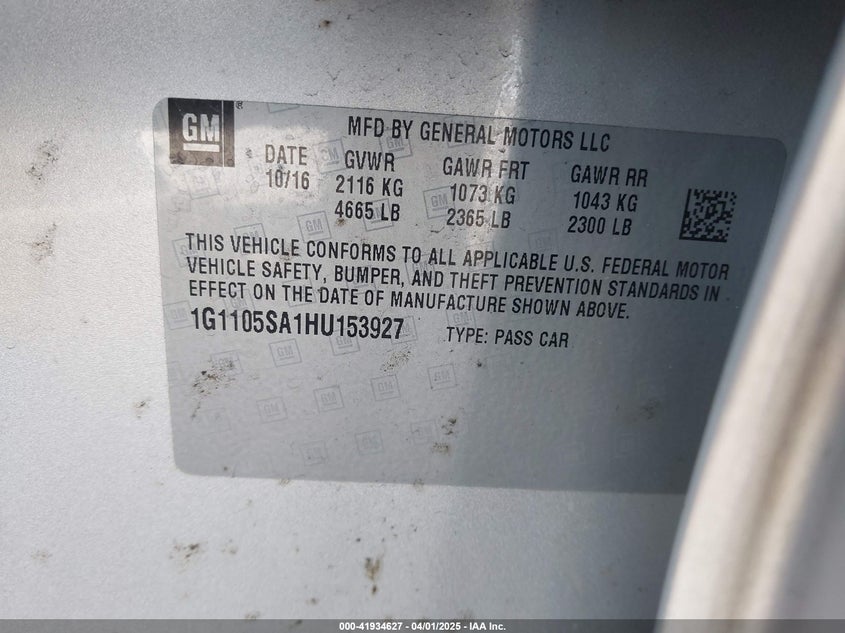 GM ®
MFD BY GENERAL MOTORS LLC
DATE GVWR GAWR FRT GAWR RR
10/16 2116 KG 1073 KG 1043 KG
4665 LB 2365 LB 2300 LB
THIS VEHICLE CONFORMS TO ALL APPLICABLE U.S. FEDERAL MOTOR
VEHICLE SAFETY, BUMPER, AND THEFT PREVENTION STANDARDS IN
EFFECT ON THE DATE OF MANUFACTURE SHOWN ABOVE.
1G1105SA1HU153927 TYPE: PASS CAR
000-41934627 - 04/01/2025 - IAA Inc.